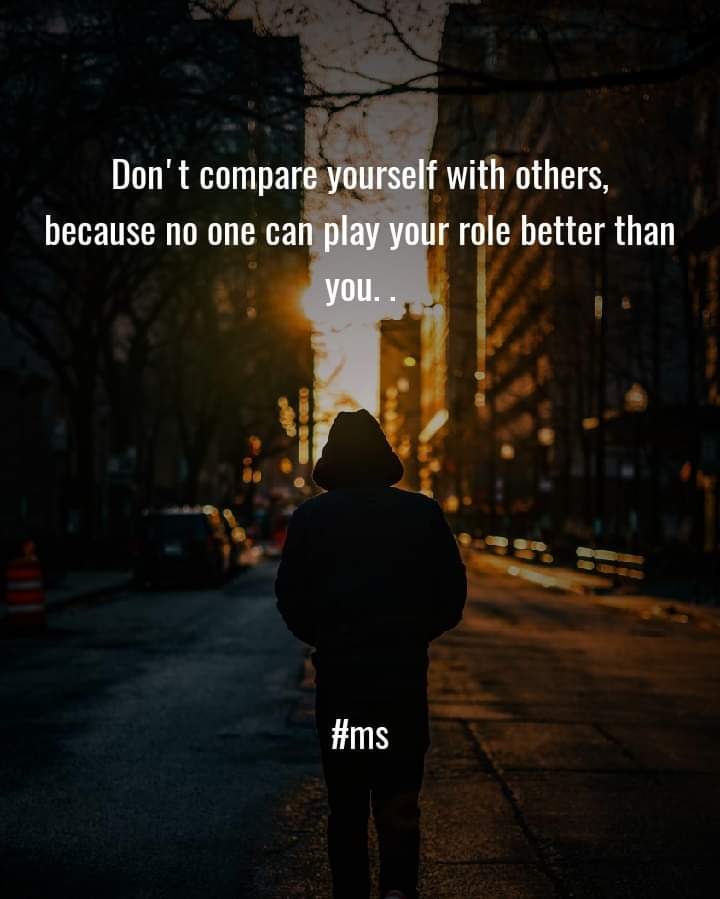 Don't compare yourself with others,
because no one can play your role better than
you. .
#ms